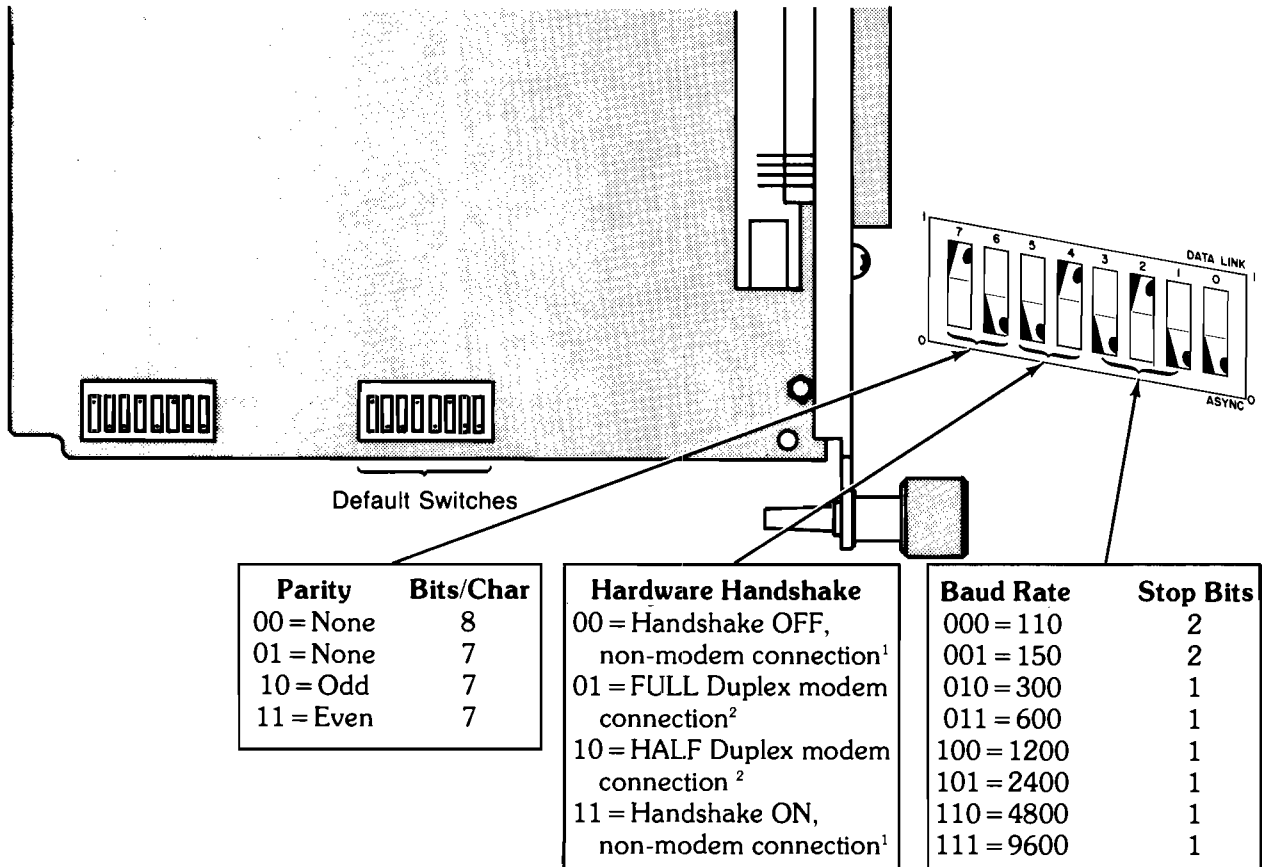 1 7 6 5 4 3 2 1 0 1
DATA LINK
0 0
ASYNC
Default Switches
Parity Bits/Char
00 = None 8
01 = None 7
10 = Odd 7
11 = Even 7
Hardware Handshake
00 = Handshake OFF,
non-modem connection¹
01 = FULL Duplex modem
connection²
10 = HALF Duplex modem
connection ²
11 = Handshake ON,
non-modem connection¹
Baud Rate Stop Bits
000 = 110 2
001 = 150 2
010 = 300 1
011 = 600 1
100 = 1200 1
101 = 2400 1
110 = 4800 1
111 = 9600 1